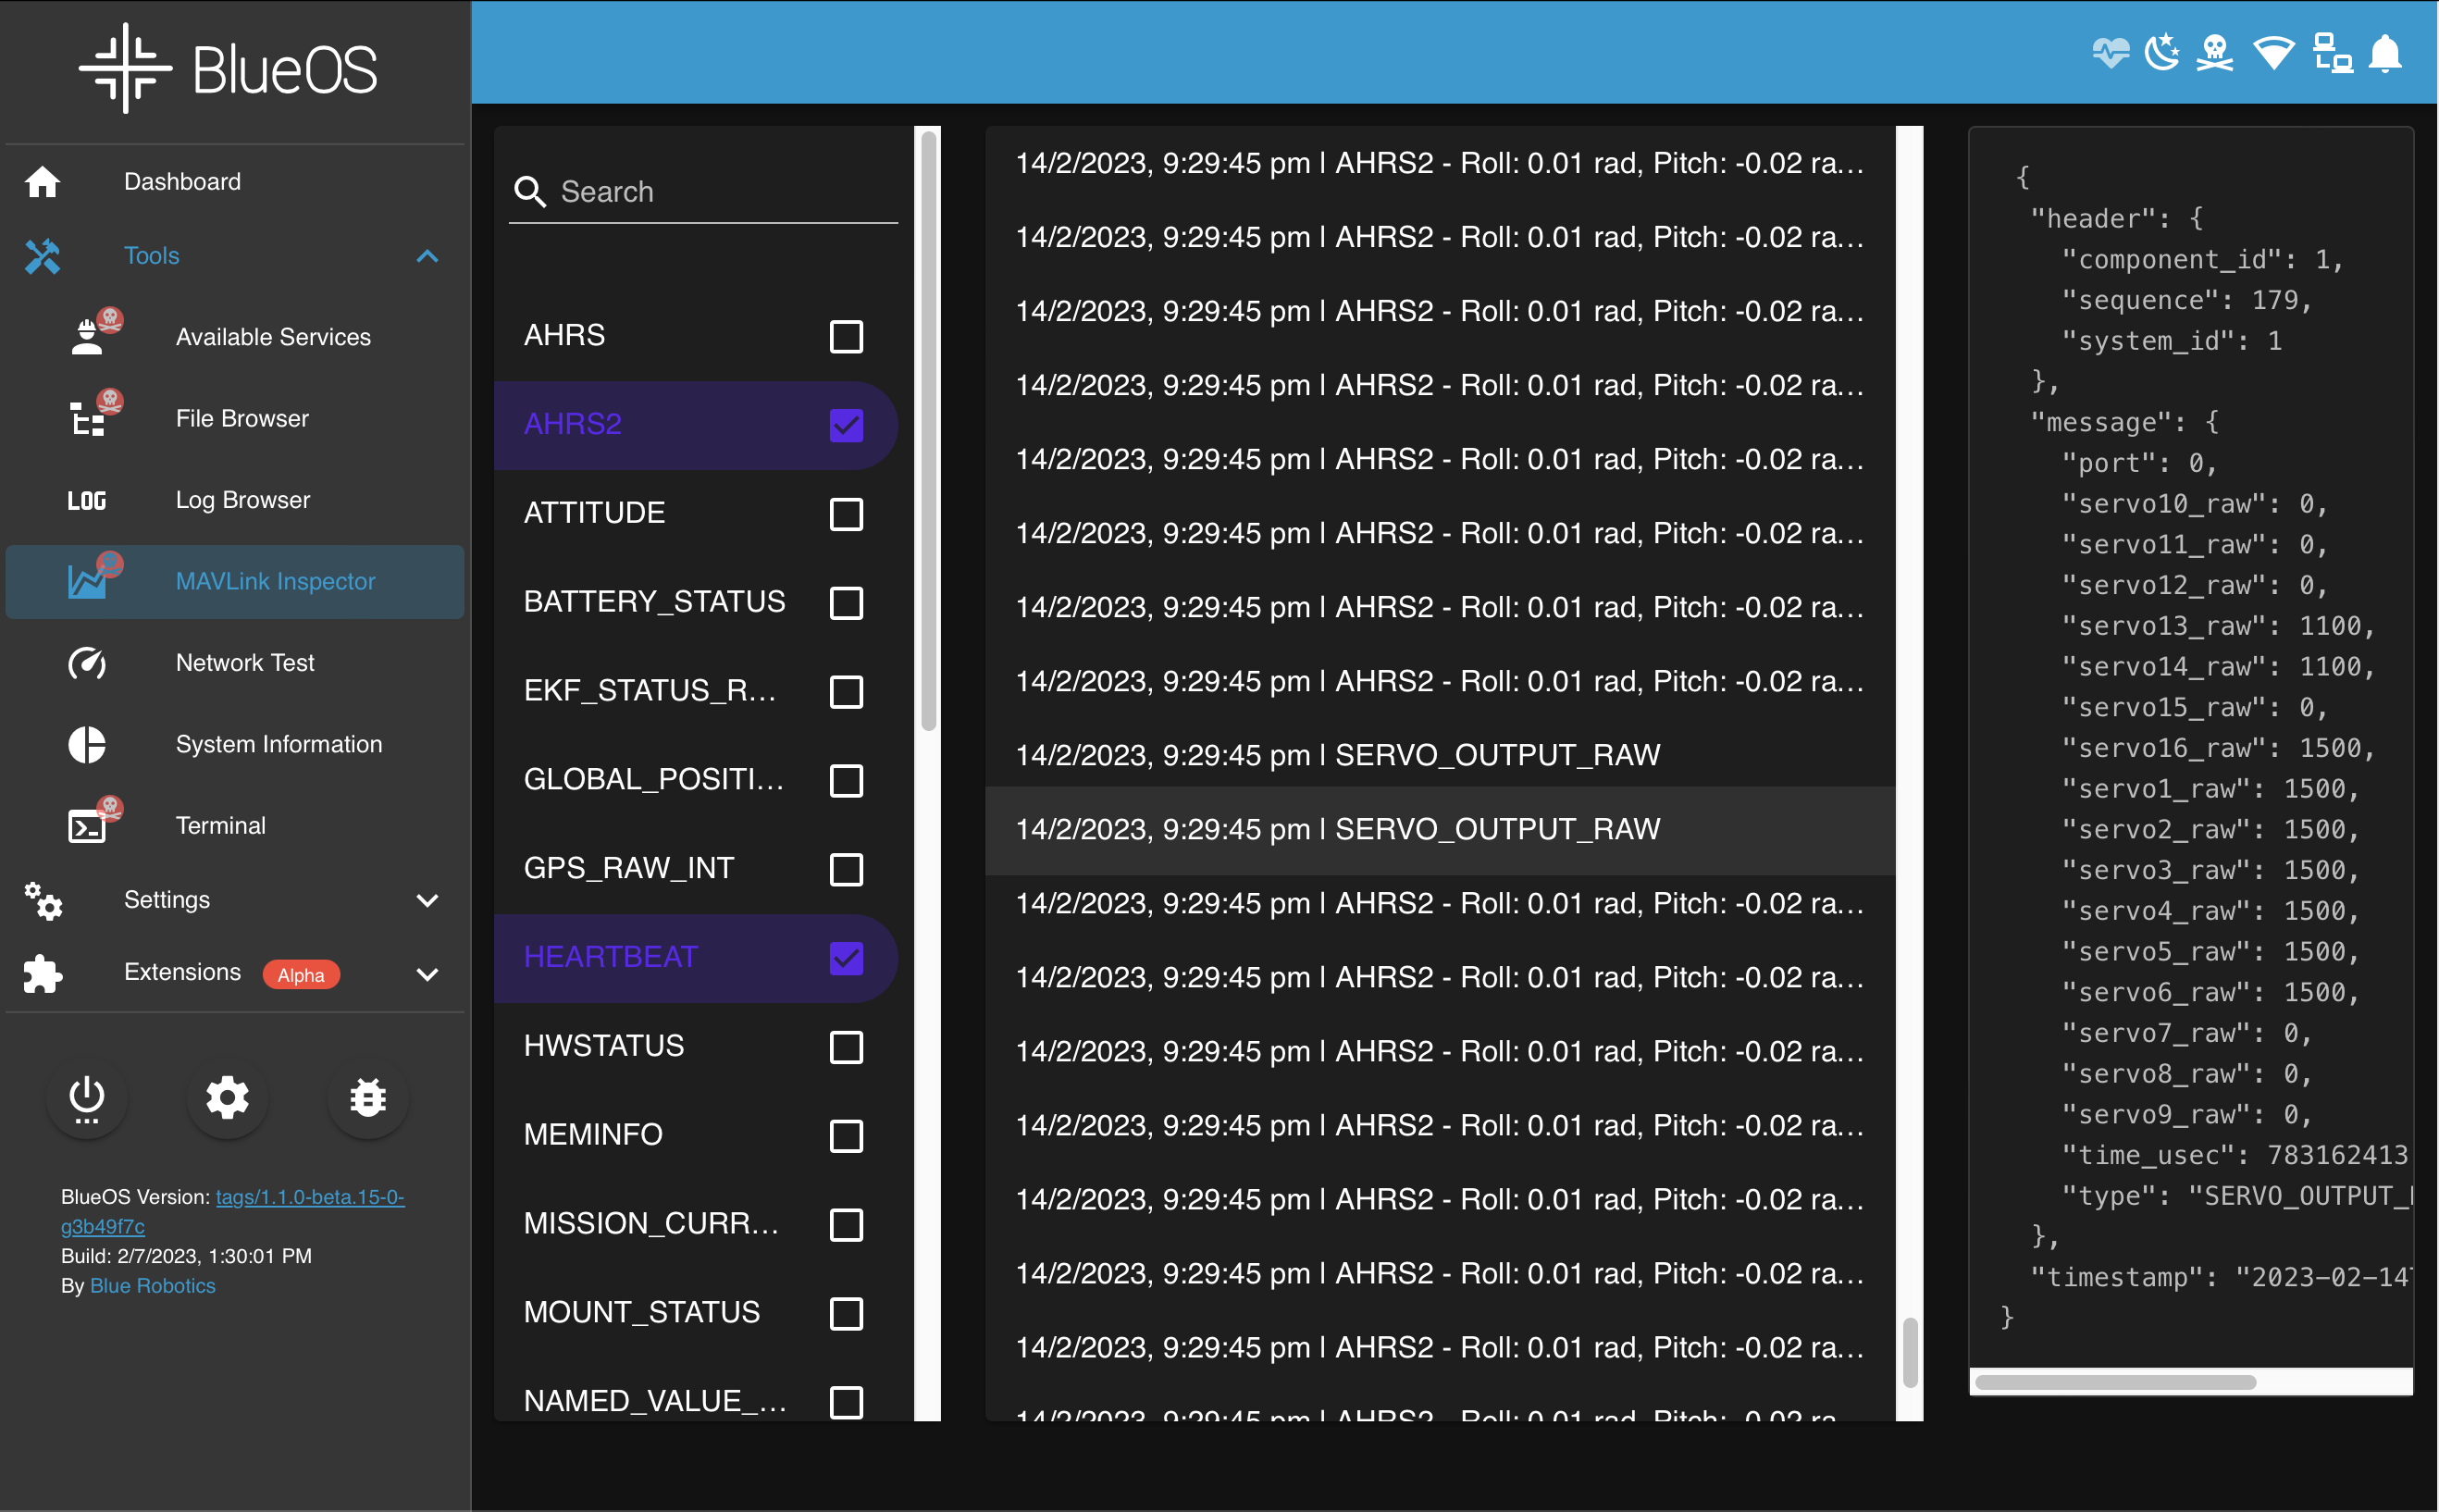 BlueOS
Dashboard
Tools
Available Services
File Browser
LOG
Log Browser
MAVLink Inspector
Network Test
System Information
Terminal
Settings
Extensions Alpha
BlueOS Version: tags/1.1.0-beta.15-0-
g3b49f7c
Build: 2/7/2023, 1:30:01 PM
By Blue Robotics
Search
AHRS
AHRS2
ATTITUDE
BATTERY_STATUS
EKF_STATUS_R...
GLOBAL_POSITI...
GPS_RAW_INT
HEARTBEAT
HWSTATUS
MEMINFO
MISSION_CURR...
MOUNT_STATUS
NAMED_VALUE_...
14/2/2023, 9:29:45 pm | AHRS2 - Roll: 0.01 rad, Pitch: -0.02 ra...
14/2/2023, 9:29:45 pm | AHRS2 - Roll: 0.01 rad, Pitch: -0.02 ra...
14/2/2023, 9:29:45 pm | AHRS2 - Roll: 0.01 rad, Pitch: -0.02 ra...
14/2/2023, 9:29:45 pm | AHRS2 - Roll: 0.01 rad, Pitch: -0.02 ra...
14/2/2023, 9:29:45 pm | AHRS2 - Roll: 0.01 rad, Pitch: -0.02 ra...
14/2/2023, 9:29:45 pm | AHRS2 - Roll: 0.01 rad, Pitch: -0.02 ra...
14/2/2023, 9:29:45 pm | AHRS2 - Roll: 0.01 rad, Pitch: -0.02 ra...
14/2/2023, 9:29:45 pm | AHRS2 - Roll: 0.01 rad, Pitch: -0.02 ra...
14/2/2023, 9:29:45 pm | SERVO_OUTPUT_RAW
14/2/2023, 9:29:45 pm | SERVO_OUTPUT_RAW
14/2/2023, 9:29:45 pm | AHRS2 - Roll: 0.01 rad, Pitch: -0.02 ra...
14/2/2023, 9:29:45 pm | AHRS2 - Roll: 0.01 rad, Pitch: -0.02 ra...
14/2/2023, 9:29:45 pm | AHRS2 - Roll: 0.01 rad, Pitch: -0.02 ra...
14/2/2023, 9:29:45 pm | AHRS2 - Roll: 0.01 rad, Pitch: -0.02 ra...
14/2/2023, 9:29:45 pm | AHRS2 - Roll: 0.01 rad, Pitch: -0.02 ra...
14/2/2023, 9:29:45 pm | AHRS2 - Roll: 0.01 rad, Pitch: -0.02 ra...
14/2/2023, 9:29:45 pm | AHRS2 - Roll: 0.01 rad, Pitch: -0.02 ra...
14/2/2023, 9:29:45 pm | AHRS2 - Roll: 0.01 rad, Pitch: -0.02 ra
{
"header": {
"component_id": 1,
"sequence": 179,
"system_id": 1
},
"message": {
"port": 0,
"servo10_raw": 0,
"servo11_raw": 0,
"servo12_raw": 0,
"servo13_raw": 1100,
"servo14_raw": 1100,
"servo15_raw": 0,
"servo16_raw": 1500,
"servo1_raw": 1500,
"servo2_raw": 1500,
"servo3_raw": 1500,
"servo4_raw": 1500,
"servo5_raw": 1500,
"servo6_raw": 1500,
"servo7_raw": 0,
"servo8_raw": 0,
"servo9_raw": 0,
"time_usec": 783162413
"type": "SERVO_OUTPUT_
},
"timestamp": "2023-02-14
}